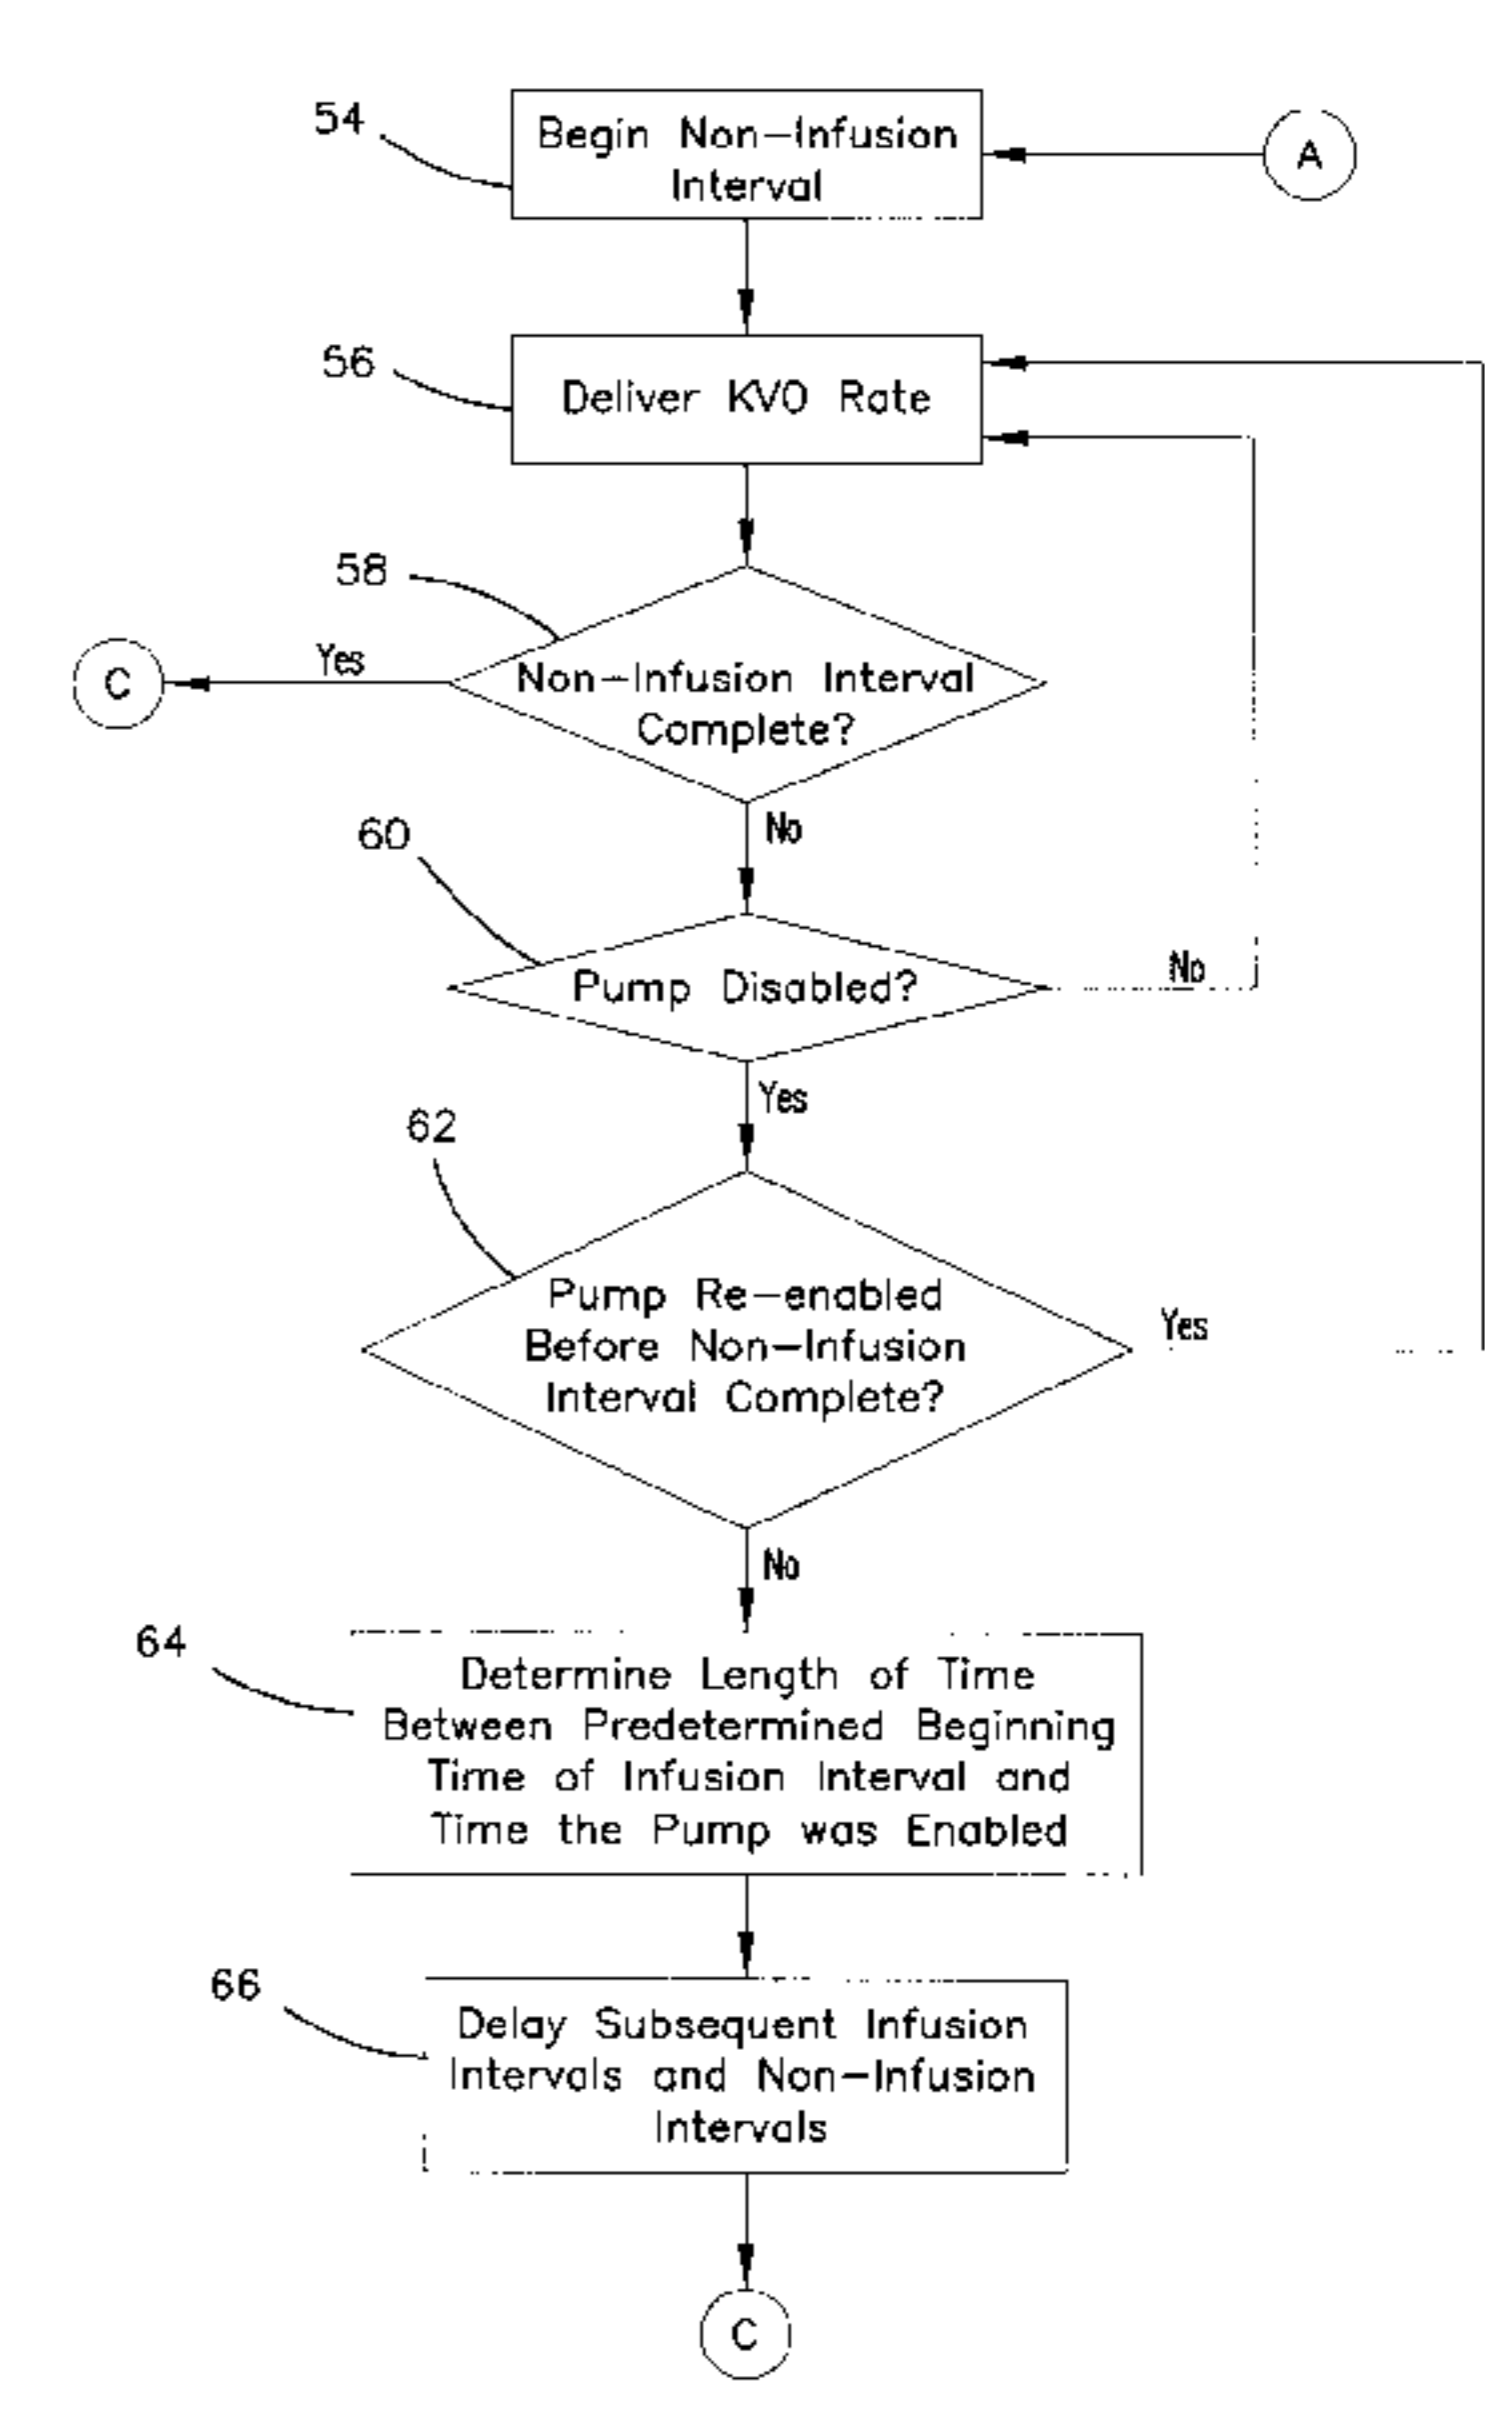 54
Begin Non-Infusion
Interval
A
56
Deliver KVO Rate
58
Yes
C
Non-Infusion Interval
Complete?
No
60
Pump Disabled?
No
Yes
62
Pump Re-enabled
Before Non-Infusion
Interval Complete?
Yes
No
64
Determine Length of Time
Between Predetermined Beginning
Time of Infusion Interval and
Time the Pump was Enabled
66
Delay Subsequent Infusion
Intervals and Non-Infusion
Intervals
C